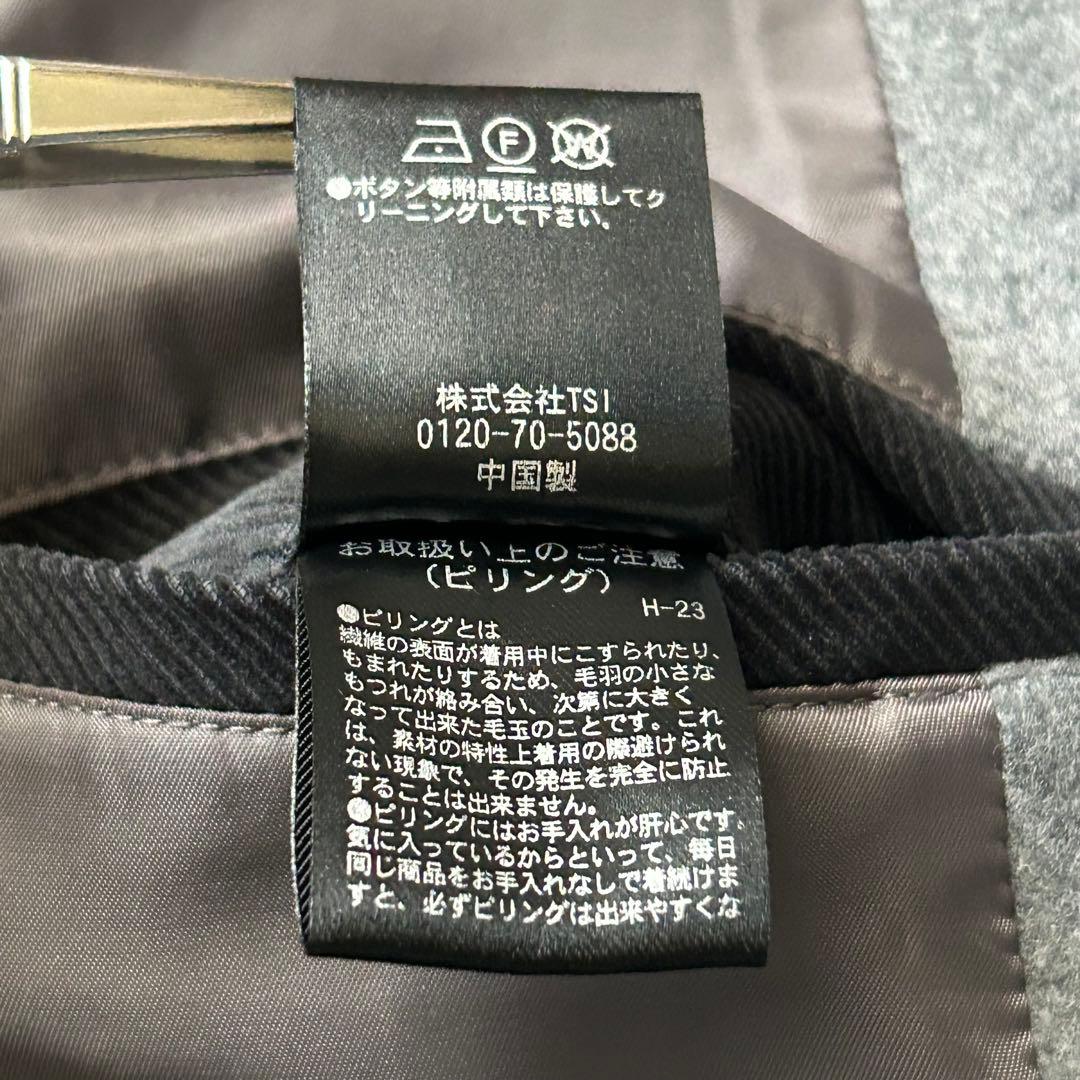 F
W
●ボタン等附属類は保護してク
リーニングして下さい。
株式会社TSI
0120-70-5088
中国製
お取扱い上のご注意
(ピリング)
H-23
●ピリングとは
繊維の表面が着用中にこすられたり、
もまれたりするため、毛羽の小さな
もつれが絡み合い、次第に大きく
なって出来た毛玉のことです。これ
は、素材の特性上着用の際避けられ
ない現象で、その発生を完全に防止
することは出来ません。
●ピリングにはお手入れが肝心です。
気に入っているからといって、毎日
同じ商品をお手入れなしで着続けま
すと、必ずピリングは出来やすくな